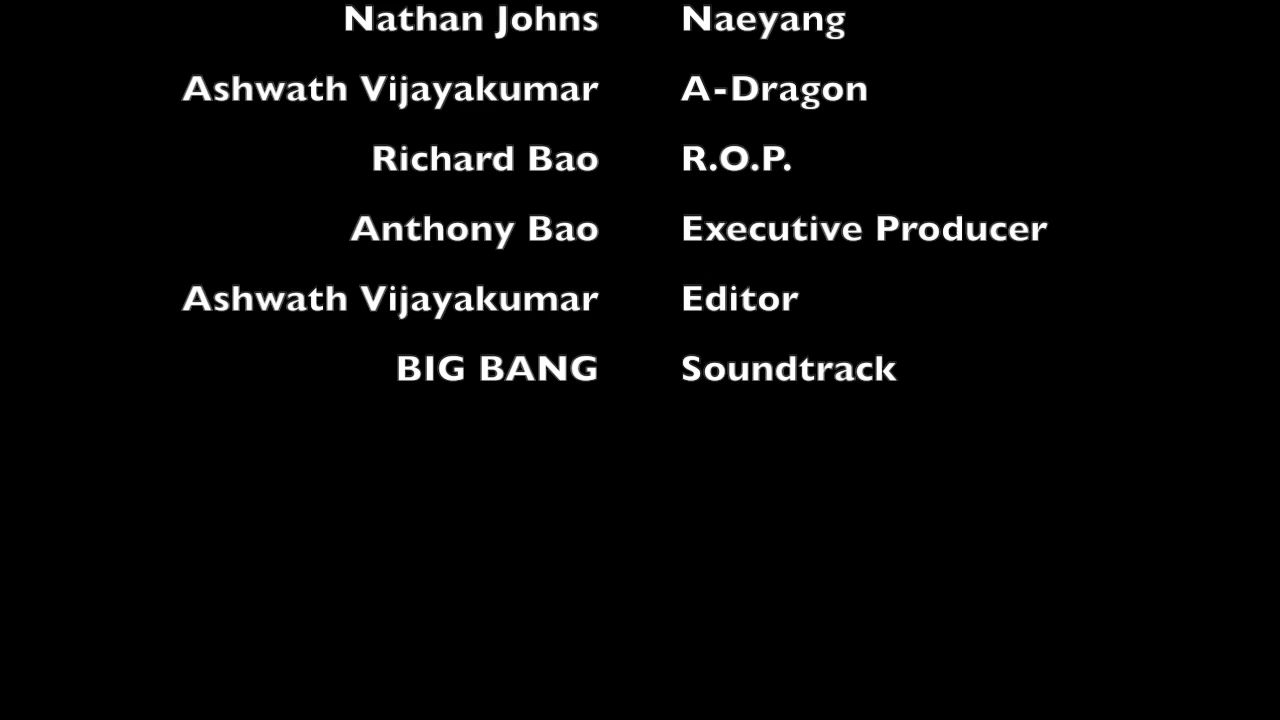 Nathan Johns Naeyang
Ashwath Vijayakumar A-Dragon
Richard Bao R.O.P.
Anthony Bao Executive Producer
Ashwath Vijayakumar Editor
BIG BANG Soundtrack